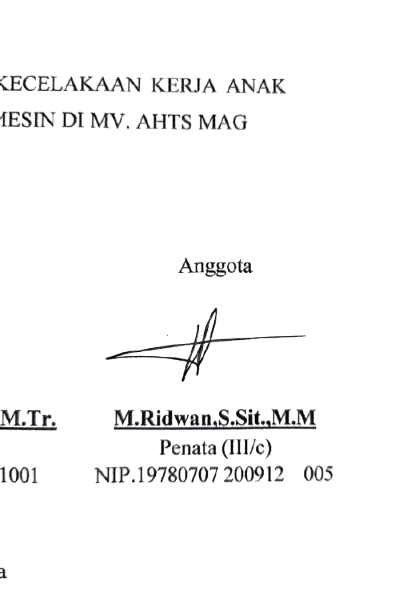 KECELAKAAN KERJA ANAK
MESIN DI MV. AHTS MAG
Anggota
M.Tr. M.Ridwan,S.Sit.,M.M
Penata (III/c)
1001 NIP.19780707 200912 005
a